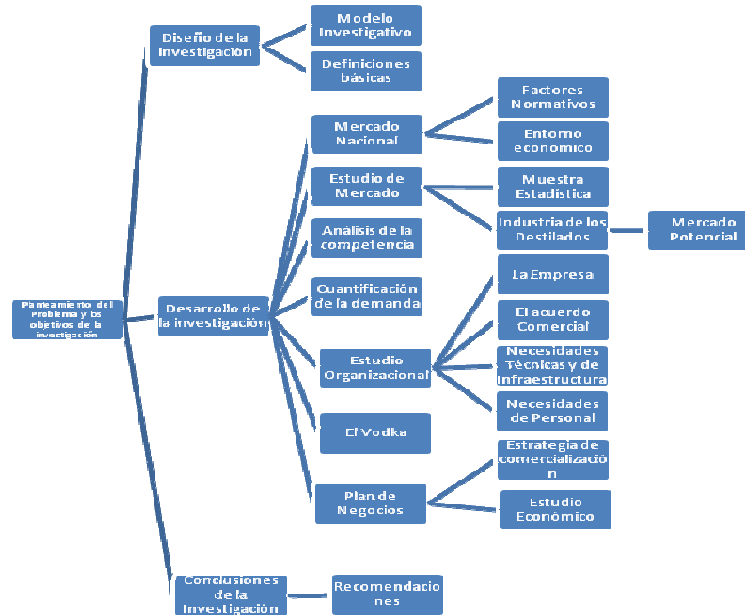 Diseño de la
Investigación
Modelo
Investigativo
Definiciones
básicas
Planteamiento del
Problema y los
objetivos de la
investigación
Desarrollo de
la investigación
Mercado
Nacional
Factores
Normativos
Entorno
economico
Estudio de
Mercado
Muestra
Estadística
Industria de los
Destilados
Mercado
Potencial
Análisis de la
competencia
Cuantificación
de la demanda
Estudio
Organizacional
La Empresa
El acuerdo
Comercial
Necesidades
Técnicas y de
Infraestructura
Necesidades
de Personal
El Vodka
Plan de
Negocios
Estrategia de
comercializació
n
Estudio
Económico
Conclusiones
de la
Investigación
Recomendacio
nes